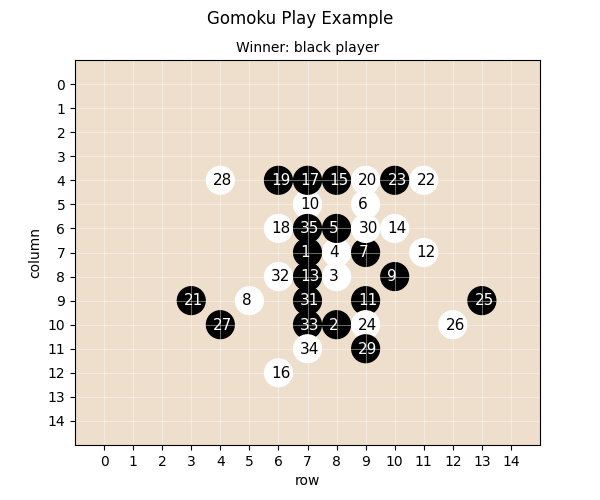 Gomoku Play Example
Winner: black player
0
1
2
3
4 28 19 17 15 20 23 22
5 10 6
6 18 35 5 30 14
7 1 4 7 12
8 32 13 3 9
9 21 8 31 11 25
10 27 33 2 24 26
11 34 29
12 16
13
14
column
0 1 2 3 4 5 6 7 8 9 10 11 12 13 14
row